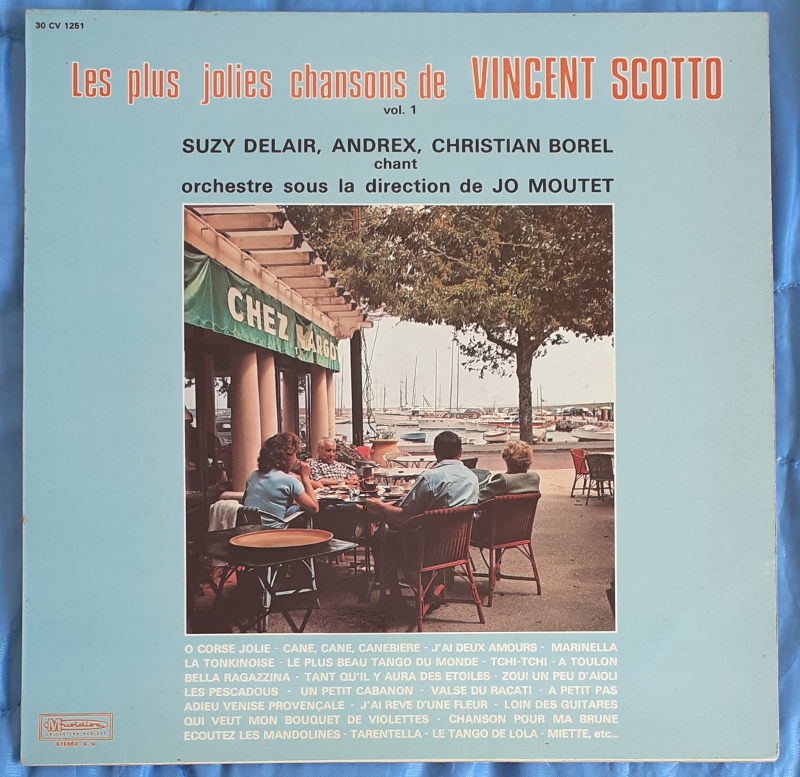 30 CV 1251
Les plus jolies chansons de VINCENT SCOTTO
vol. 1
SUZY DELAIR, ANDREX, CHRISTIAN BOREL
chant
orchestre sous la direction de JO MOUTET
CHEZ
O CORSE JOLIE - CANE, CANE, CANEBIERE - J'AI DEUX AMOURS - MARINELLA
LA TONKINOISE - LE PLUS BEAU TANGO DU MONDE - TCHI-TCHI - A TOULON
BELLA RAGAZZINA - TANT QU'IL Y AURA DES ETOILES - ZOU! UN PEU D'AIOLI
LES PESCADOUS - UN PETIT CABANON - VALSE DU RACATI - A PETIT PAS
ADIEU VENISE PROVENÇALE - J'AI REVE D'UNE FLEUR - LOIN DES GUITARES
QUI VEUT MON BOUQUET DE VIOLETTES - CHANSON POUR MA BRUNE
ECOUTEZ LES MANDOLINES - TARENTELLA - LE TANGO DE LOLA - MIETTE, etc...
Musidisc
STÉRÉO